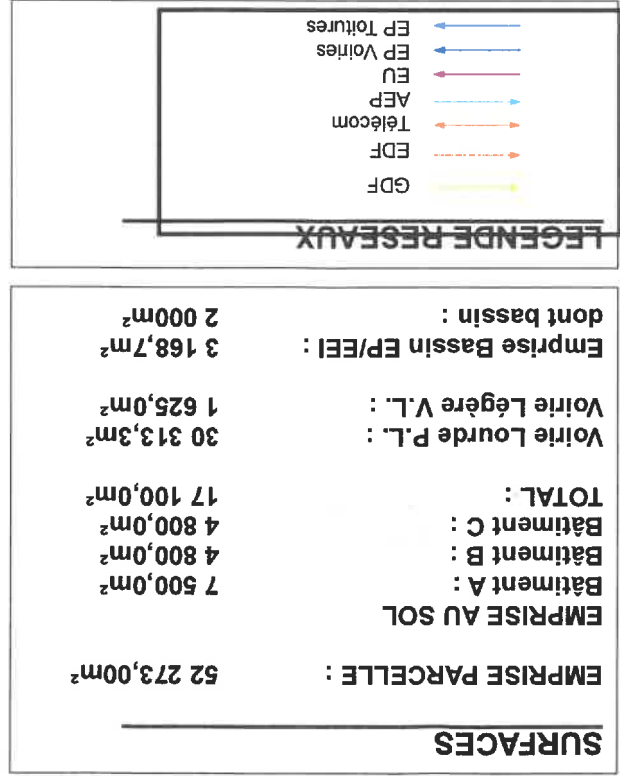 SURFACES
EMPRISE PARCELLE : 52 273,00m²
EMPRISE AU SOL
Bâtiment A : 7 500,0m²
Bâtiment B : 4 800,0m²
Bâtiment C : 4 800,0m²
TOTAL : 17 100,0m²
Voirie Lourde P.L. : 30 313,3m²
Voirie Légère V.L. : 1 625,0m²
Emprise Bassin EP/EEI : 3 168,7m²
dont bassin : 2 000m²
LEGENDE RESEAUX
GDF
EDF
Télécom
AEP
EU
EP Voiries
EP Toitures